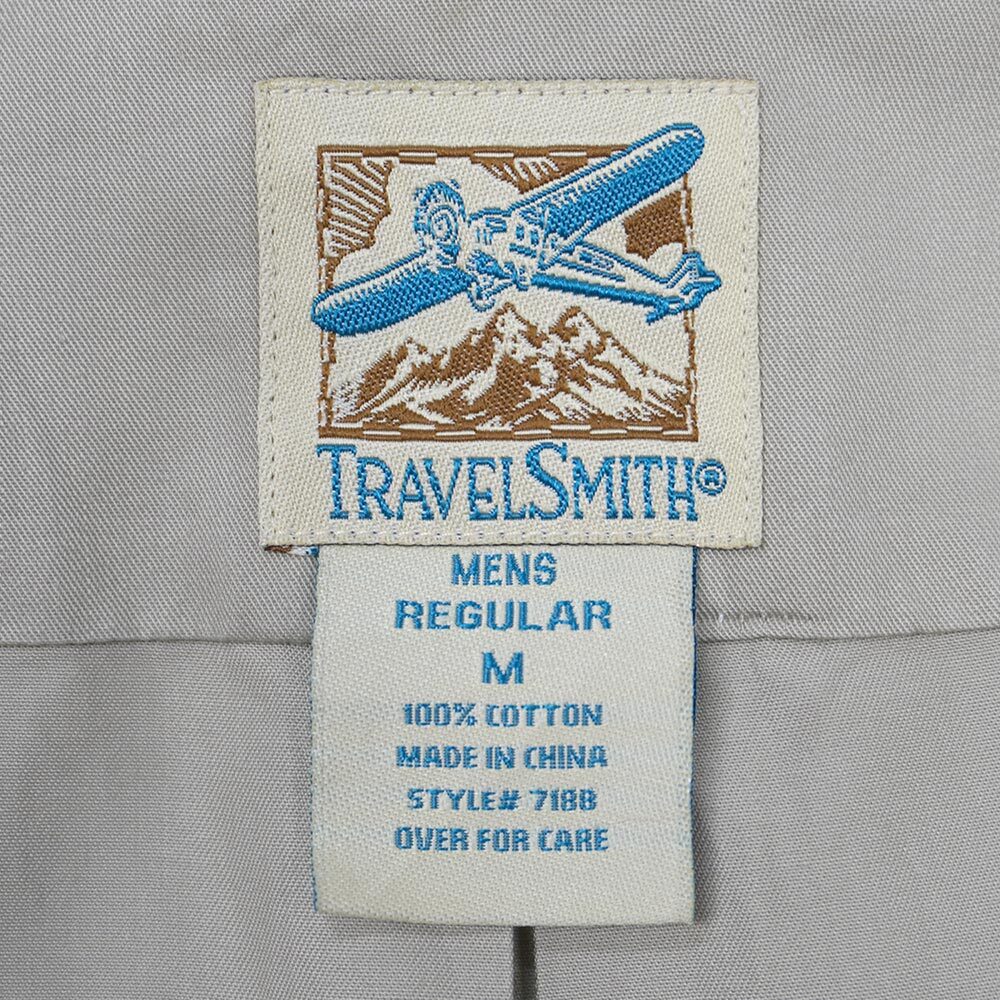 TRAVELSMITH®
MENS
REGULAR
M
100% COTTON
MADE IN CHINA
STYLE# 7188
OVER FOR CARE